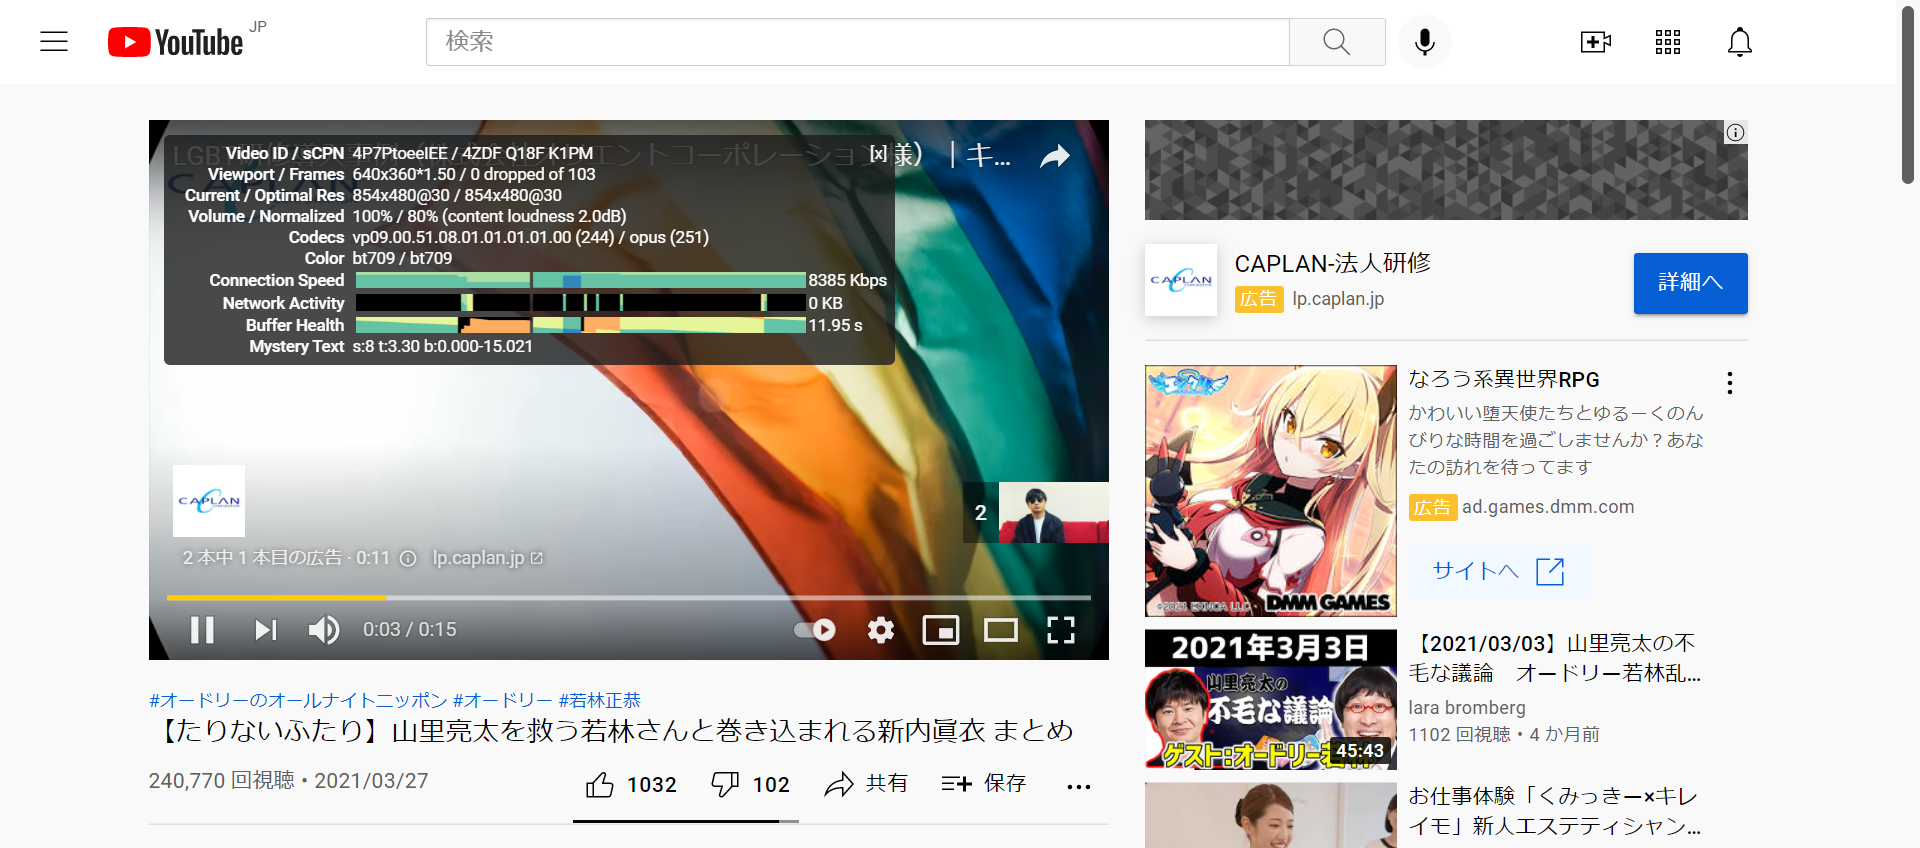 YouTube JP
検索
Video ID / sCPN 4P7PtoeeIEE / 4ZDF Q18F K1PM
[x]
様）｜キ...
Viewport / Frames 640x360*1.50 / 0 dropped of 103
Current / Optimal Res 854x480@30 / 854x480@30
Volume / Normalized 100% / 80% (content loudness 2.0dB)
Codecs vp09.00.51.08.01.01.01.01.00 (244) / opus (251)
Color bt709 / bt709
Connection Speed 8385 Kbps
Network Activity 0 KB
Buffer Health 11.95 s
Mystery Text s:8 t:3.30 b:0.000-15.021
CAPLAN
2
2 本中 1 本目の広告 · 0:11 lp.caplan.jp
0:03 / 0:15
#オードリーのオールナイトニッポン #オードリー #若林正恭
【たりないふたり】山里亮太を救う若林さんと巻き込まれる新内眞衣 まとめ
240,770 回視聴・2021/03/27
1032 102 共有 保存 ...
CAPLAN
CAPLAN-法人研修
広告 lp.caplan.jp
詳細へ
©2021 EXNOA LLC
DMM GAMES
なろう系異世界RPG
かわいい堕天使たちとゆるーくのん
びりな時間を過ごしませんか？あな
たの訪れを待ってます
広告 ad.games.dmm.com
サイトへ
2021年3月3日
山里亮太の
不毛な議論
ゲスト:オードリー若林
45:43
【2021/03/03】山里亮太の不
毛な議論　オードリー若林乱...
lara bromberg
1102 回視聴・4 か月前
お仕事体験「くみっきー×キレ
イモ」新人エステティシャン...